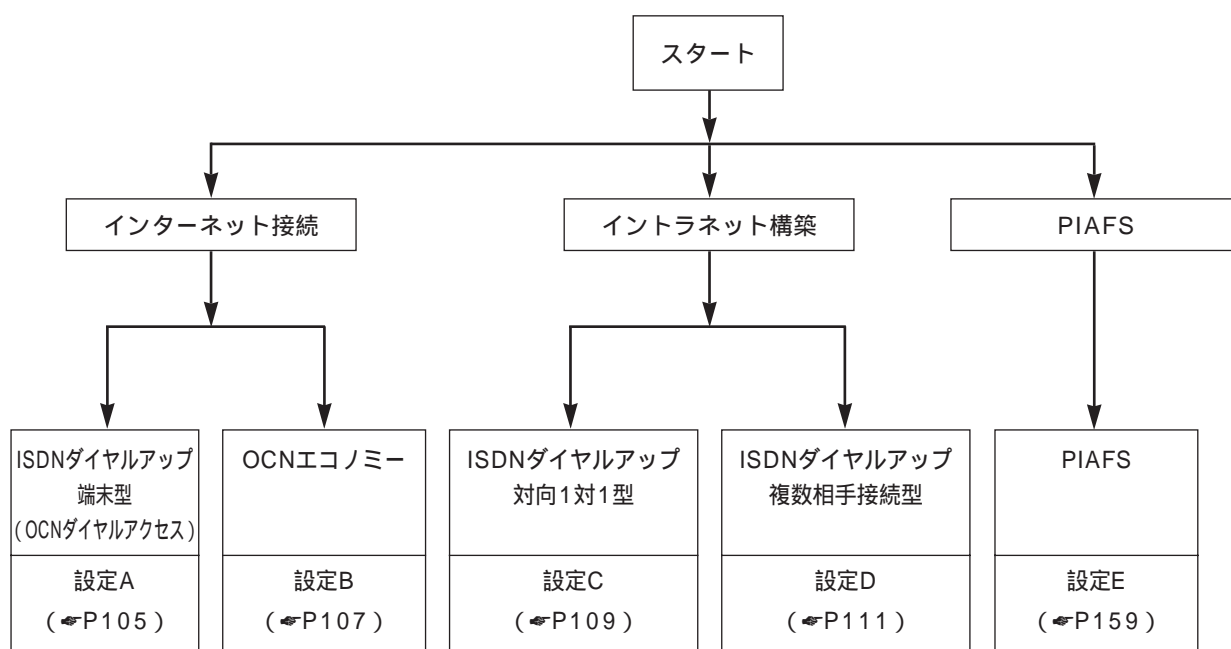 スタート
インターネット接続
イントラネット構築
PIAFS
ISDNダイヤルアップ
端末型
(OCNダイヤルアクセス)
設定A
(☛P105)
OCNエコノミー
設定B
(☛P107)
ISDNダイヤルアップ
対向1対1型
設定C
(☛P109)
ISDNダイヤルアップ
複数相手接続型
設定D
(☛P111)
PIAFS
設定E
(☛P159)